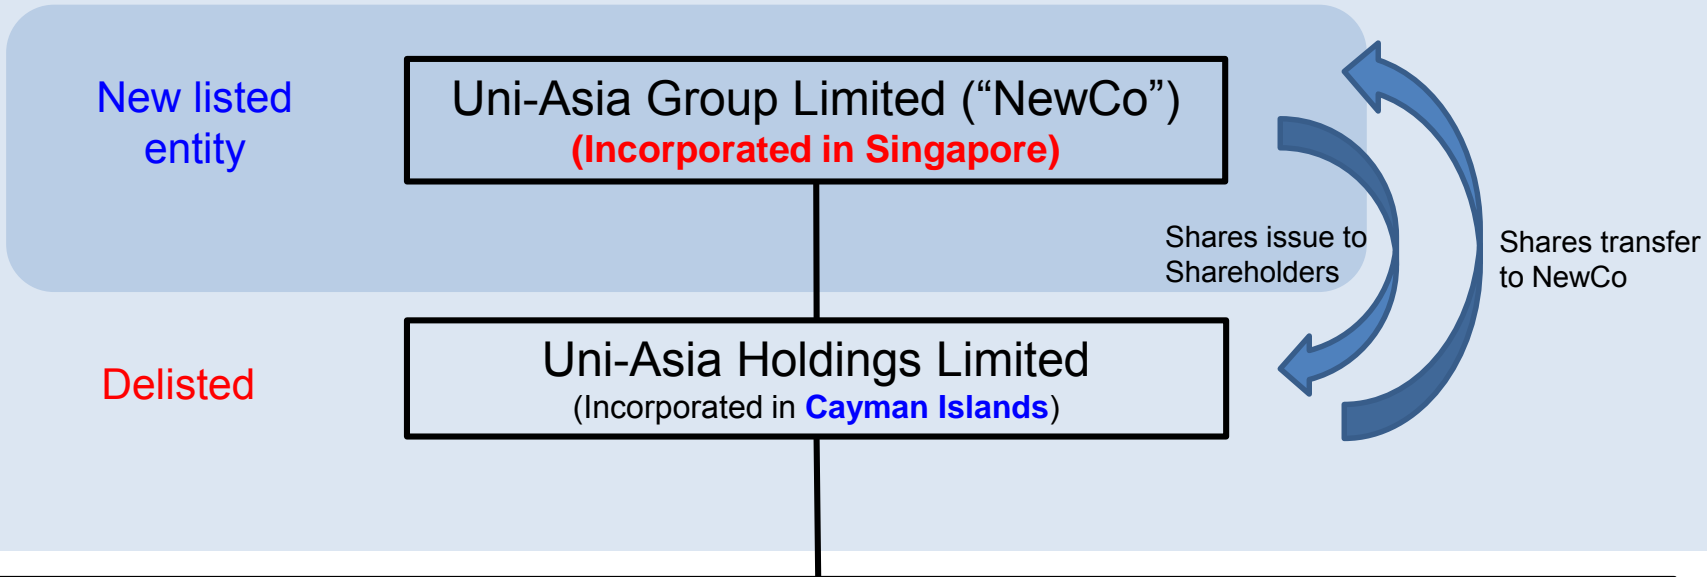 New listed
entity
Uni-Asia Group Limited (“NewCo”)
(Incorporated in Singapore)
Shares issue to
Shareholders
Shares transfer
to NewCo
Delisted
Uni-Asia Holdings Limited
(Incorporated in Cayman Islands)